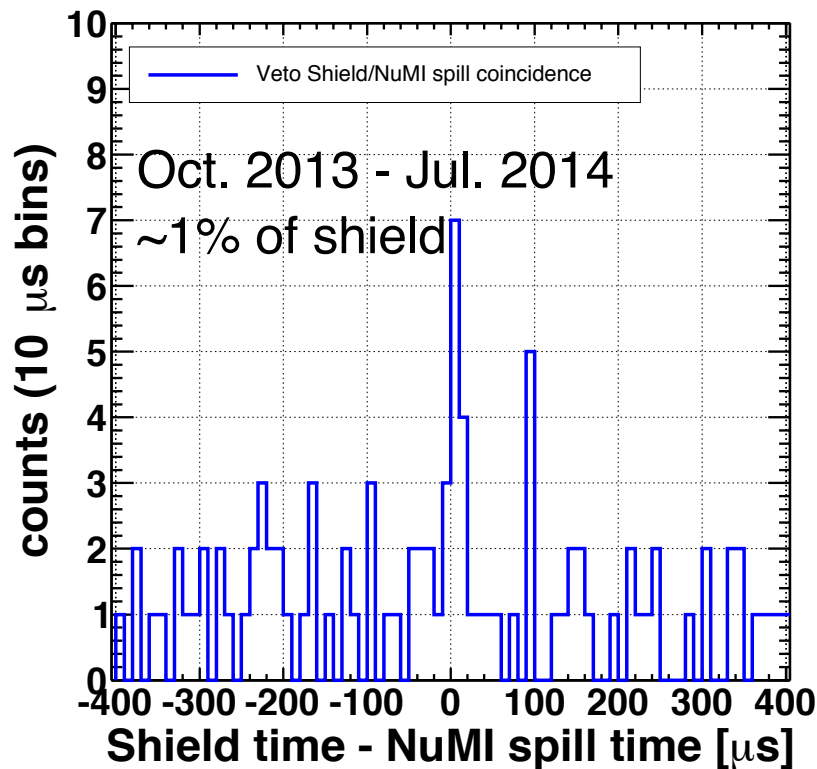 Veto Shield/NuMI spill coincidence
Oct. 2013 - Jul. 2014
~1% of shield
counts (10 μs bins)
10
9
8
7
6
5
4
3
2
1
0
-400 -300 -200 -100 0 100 200 300 400
Shield time - NuMI spill time [μs]